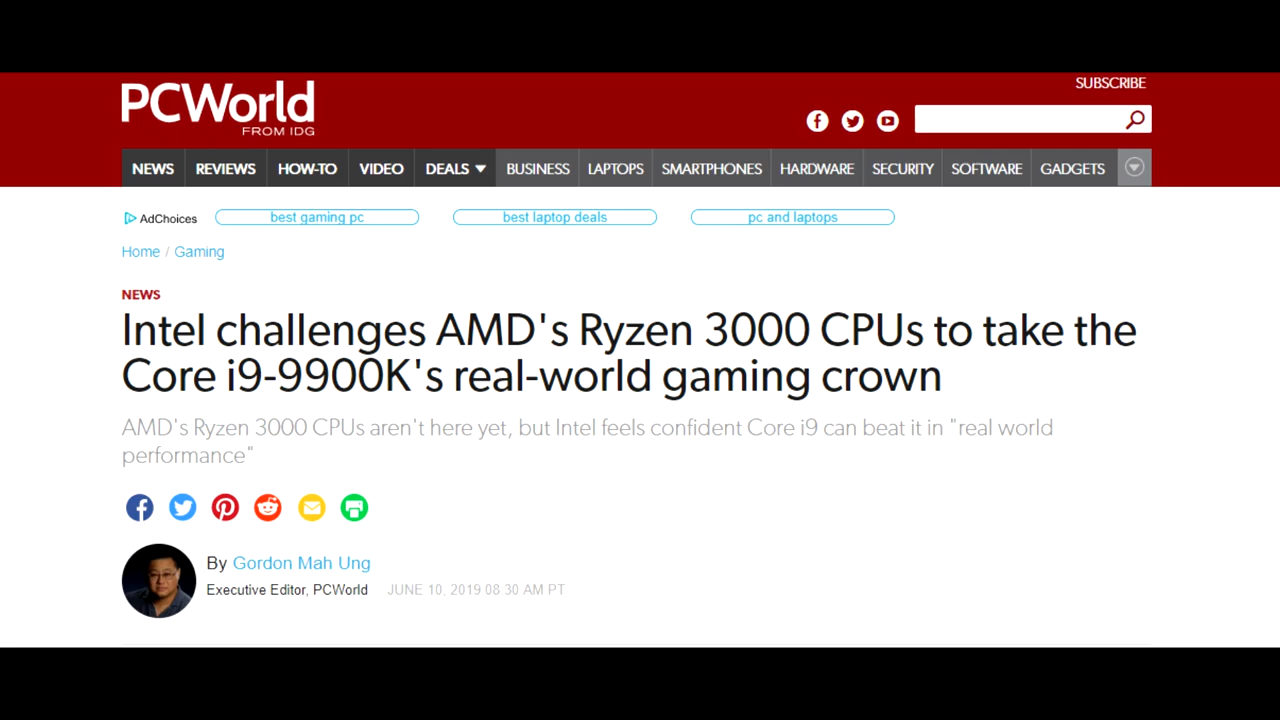 SUBSCRIBE
PCWorld
FROM IDG
NEWS REVIEWS HOW-TO VIDEO DEALS BUSINESS LAPTOPS SMARTPHONES HARDWARE SECURITY SOFTWARE GADGETS
AdChoices best gaming pc best laptop deals pc and laptops
Home / Gaming
NEWS
Intel challenges AMD's Ryzen 3000 CPUs to take the
Core i9-9900K's real-world gaming crown
AMD's Ryzen 3000 CPUs aren't here yet, but Intel feels confident Core i9 can beat it in "real world
performance"
By Gordon Mah Ung
Executive Editor, PCWorld JUNE 10, 2019 08:30 AM PT